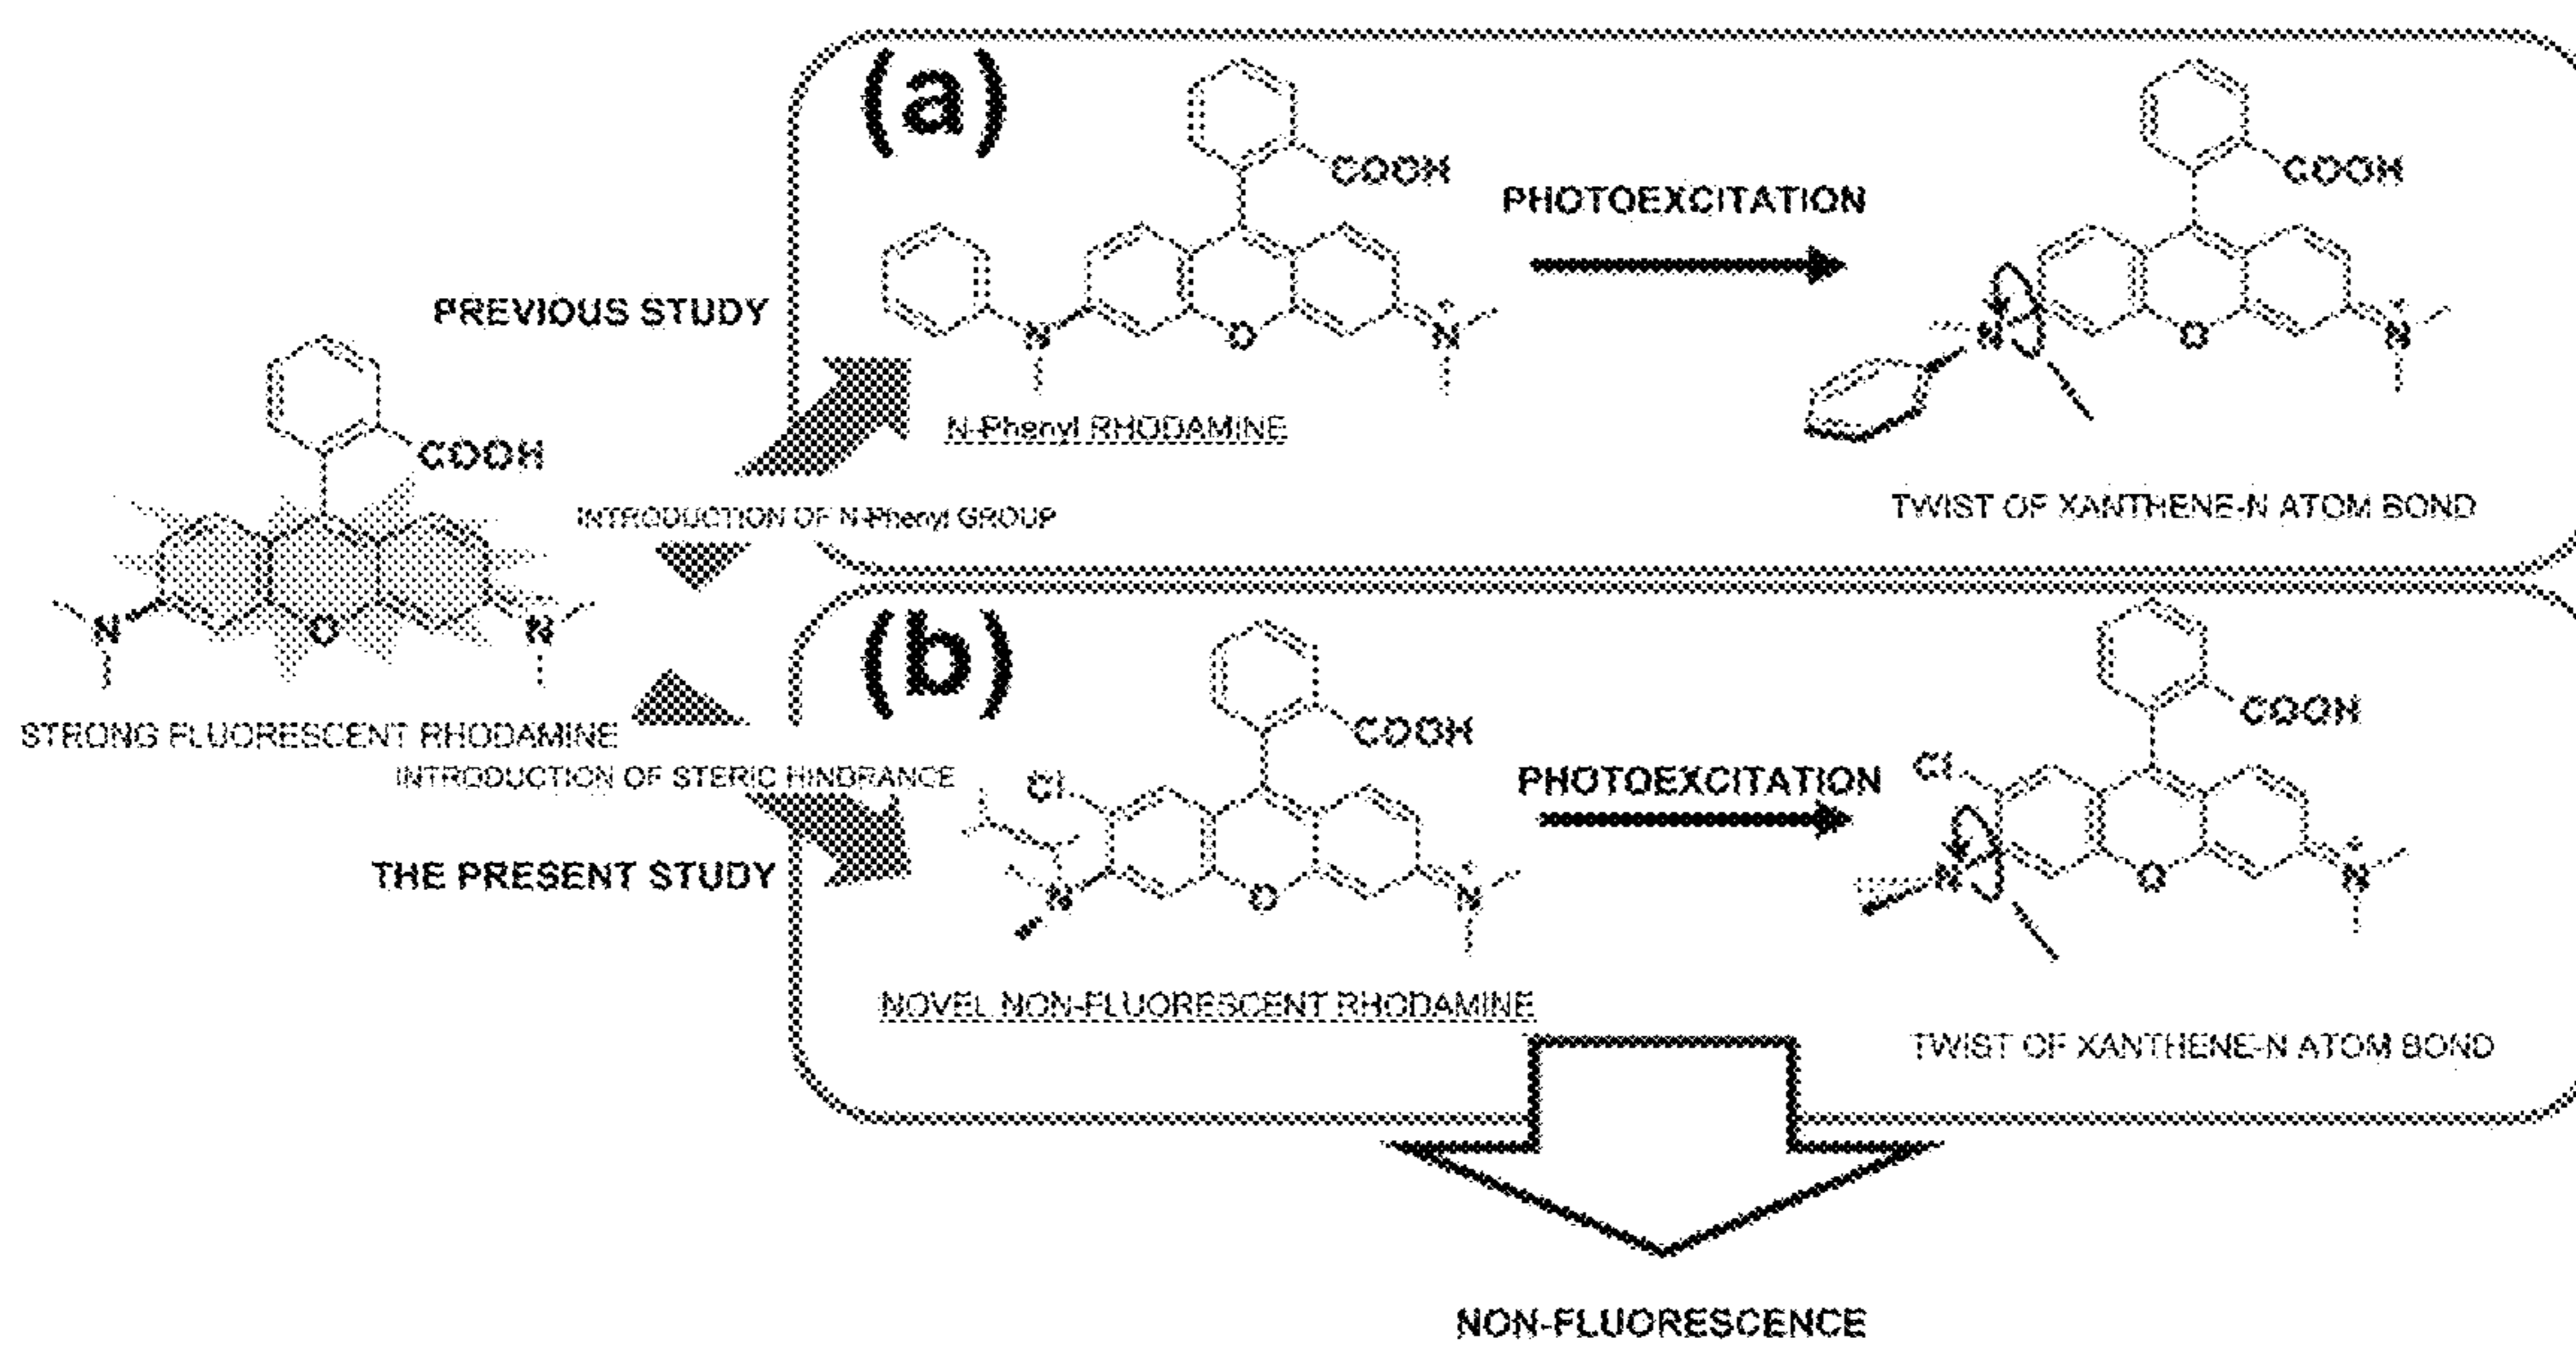 (a)
COOH
N
O
N+
N-Phenyl RHODAMINE
PHOTOEXCITATION
COOH
N
O
N+
TWIST OF XANTHENE-N ATOM BOND
PREVIOUS STUDY
COOH
N
O
N
STRONG FLUORESCENT RHODAMINE
INTRODUCTION OF N-Phenyl GROUP
INTRODUCTION OF STERIC HINDRANCE
THE PRESENT STUDY
(b)
COOH
Cl
N
O
N+
NOVEL NON-FLUORESCENT RHODAMINE
PHOTOEXCITATION
COOH
Cl
N
O
N+
TWIST OF XANTHENE-N ATOM BOND
NON-FLUORESCENCE